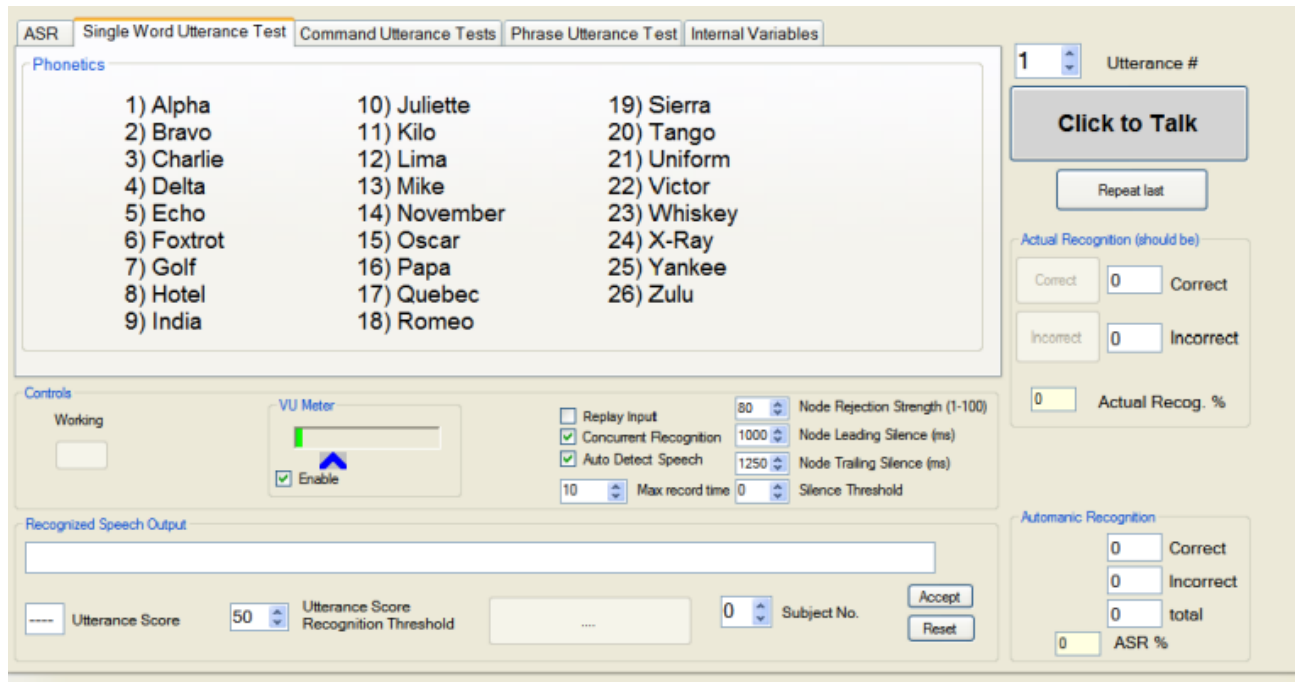 ASR Single Word Utterance Test Command Utterance Tests Phrase Utterance Test Internal Variables
Phonetics
1) Alpha
2) Bravo
3) Charlie
4) Delta
5) Echo
6) Foxtrot
7) Golf
8) Hotel
9) India
10) Juliette
11) Kilo
12) Lima
13) Mike
14) November
15) Oscar
16) Papa
17) Quebec
18) Romeo
19) Sierra
20) Tango
21) Uniform
22) Victor
23) Whiskey
24) X-Ray
25) Yankee
26) Zulu
1 Utterance #
Click to Talk
Repeat last
Actual Recognition (should be)
Correct 0 Correct
Incorrect 0 Incorrect
0 Actual Recog. %
Controls
Working
VU Meter
Enable
Replay Input
Concurrent Recognition
Auto Detect Speech
10 Max record time
80 Node Rejection Strength (1-100)
1000 Node Leading Silence (ms)
1250 Node Trailing Silence (ms)
0 Silence Threshold
Recognized Speech Output
---- Utterance Score
50 Utterance Score
Recognition Threshold
....
0 Subject No.
Accept
Reset
Automanic Recognition
0 Correct
0 Incorrect
0 total
0 ASR %